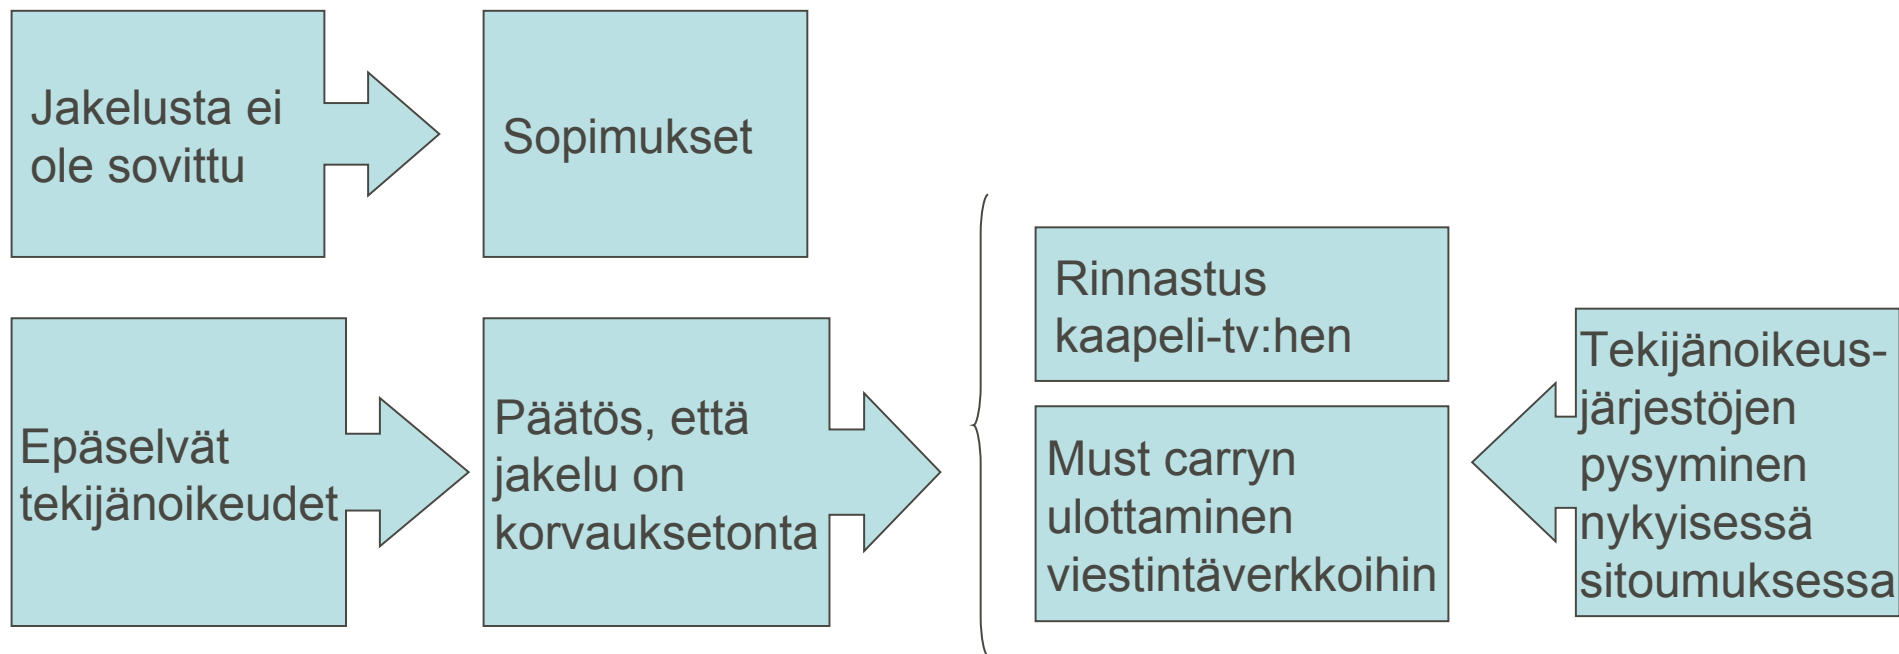 Jakelusta ei
ole sovittu
Sopimukset
Epäselvät
tekijänoikeudet
Päätös, että
jakelu on
korvauksetonta
Rinnastus
kaapeli-tv:hen
Must carryn
ulottaminen
viestintäverkkoihin
Tekijänoikeus-
järjestöjen
pysyminen
nykyisessä
sitoumuksessa